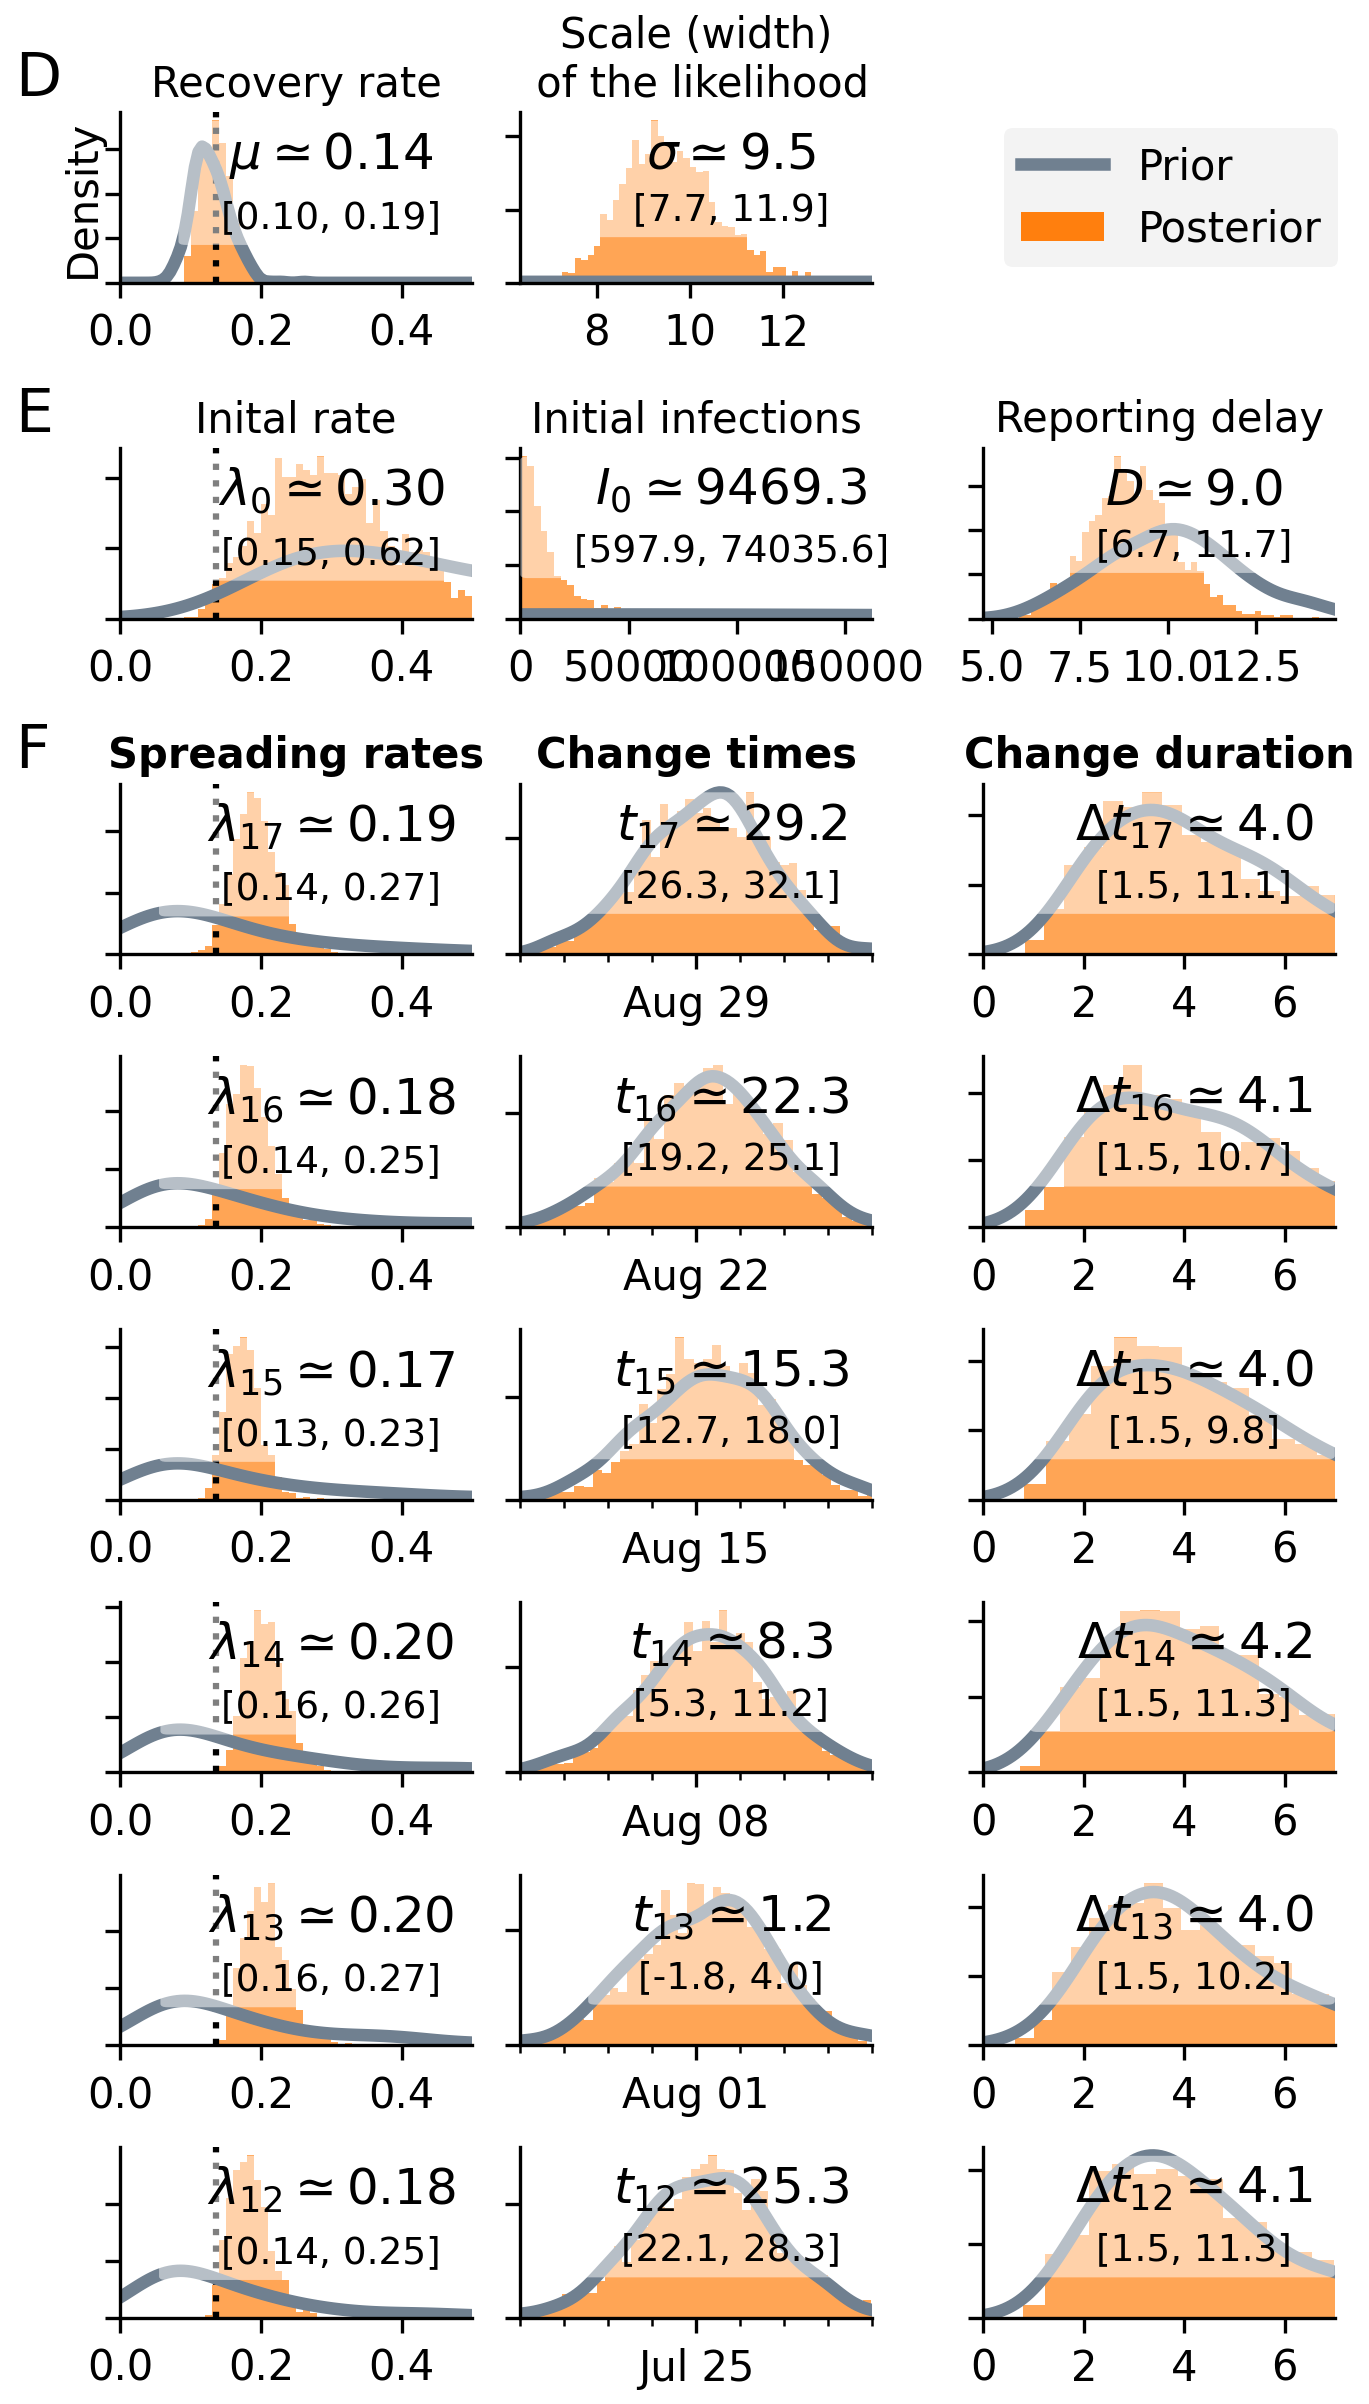 D
Recovery rate
Scale (width)
of the likelihood
Density
μ ≃ 0.14
[0.10, 0.19]
0.0 0.2 0.4
σ ≃ 9.5
[7.7, 11.9]
8 10 12
Prior
Posterior
E
Inital rate
λ0 ≃ 0.30
[0.15, 0.62]
0.0 0.2 0.4
Initial infections
I0 ≃ 9469.3
[597.9, 74035.6]
0 50000 100000 150000
Reporting delay
D ≃ 9.0
[6.7, 11.7]
5.0 7.5 10.0 12.5
F
Spreading rates Change times Change duration
λ17 ≃ 0.19
[0.14, 0.27]
0.0 0.2 0.4
t17 ≃ 29.2
[26.3, 32.1]
Aug 29
Δt17 ≃ 4.0
[1.5, 11.1]
0 2 4 6
λ16 ≃ 0.18
[0.14, 0.25]
0.0 0.2 0.4
t16 ≃ 22.3
[19.2, 25.1]
Aug 22
Δt16 ≃ 4.1
[1.5, 10.7]
0 2 4 6
λ15 ≃ 0.17
[0.13, 0.23]
0.0 0.2 0.4
t15 ≃ 15.3
[12.7, 18.0]
Aug 15
Δt15 ≃ 4.0
[1.5, 9.8]
0 2 4 6
λ14 ≃ 0.20
[0.16, 0.26]
0.0 0.2 0.4
t14 ≃ 8.3
[5.3, 11.2]
Aug 08
Δt14 ≃ 4.2
[1.5, 11.3]
0 2 4 6
λ13 ≃ 0.20
[0.16, 0.27]
0.0 0.2 0.4
t13 ≃ 1.2
[-1.8, 4.0]
Aug 01
Δt13 ≃ 4.0
[1.5, 10.2]
0 2 4 6
λ12 ≃ 0.18
[0.14, 0.25]
0.0 0.2 0.4
t12 ≃ 25.3
[22.1, 28.3]
Jul 25
Δt12 ≃ 4.1
[1.5, 11.3]
0 2 4 6